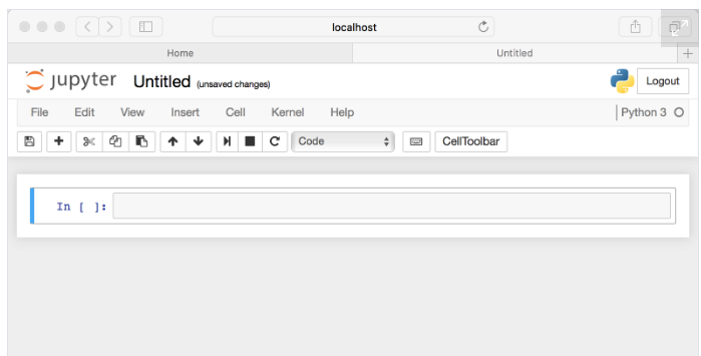 localhost
Home Untitled +
jupyter Untitled (unsaved changes) Logout
File Edit View Insert Cell Kernel Help Python 3
Code CellToolbar
In [ ]: